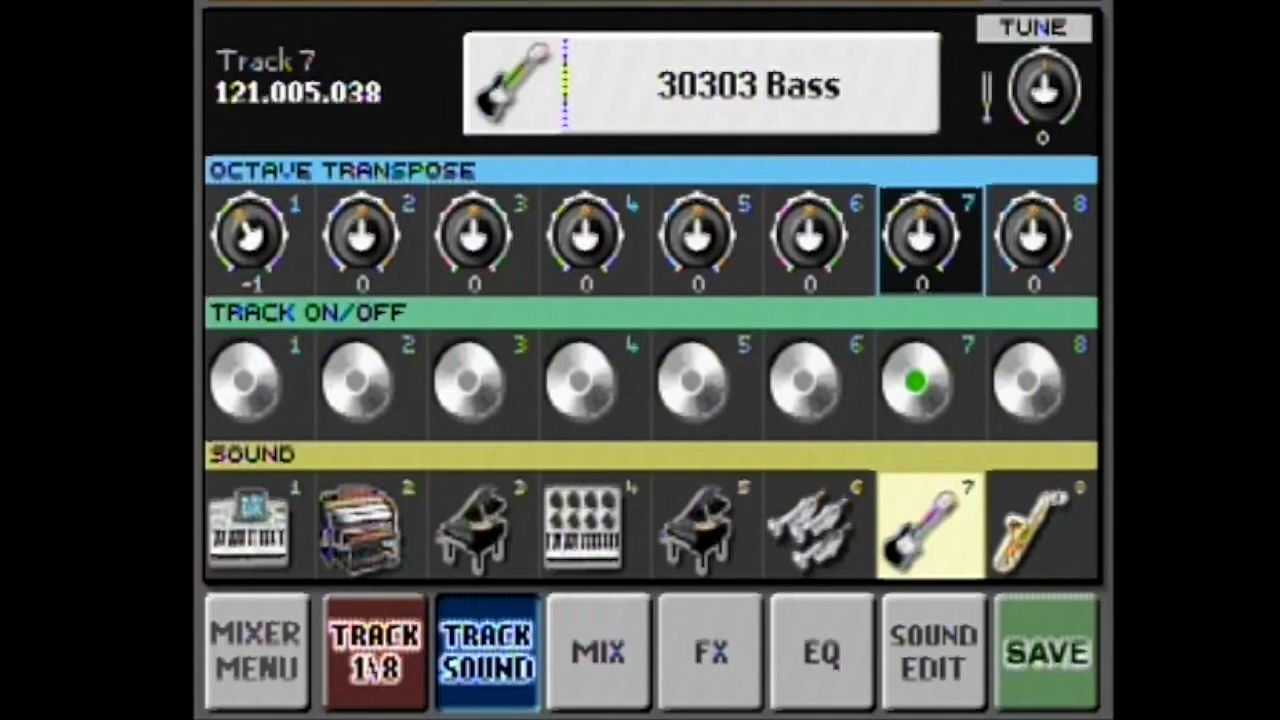 TUNE
Track 7
121.005.038
30303 Bass
0
OCTAVE TRANSPOSE
1 2 3 4 5 6 7 8
-1 0 0 0 0 0 0 0
TRACK ON/OFF
1 2 3 4 5 6 7 8
SOUND
1 2 3 4 5 6 7 8
MIXER MENU
TRACK 1\8
TRACK SOUND
MIX
FX
EQ
SOUND EDIT
SAVE